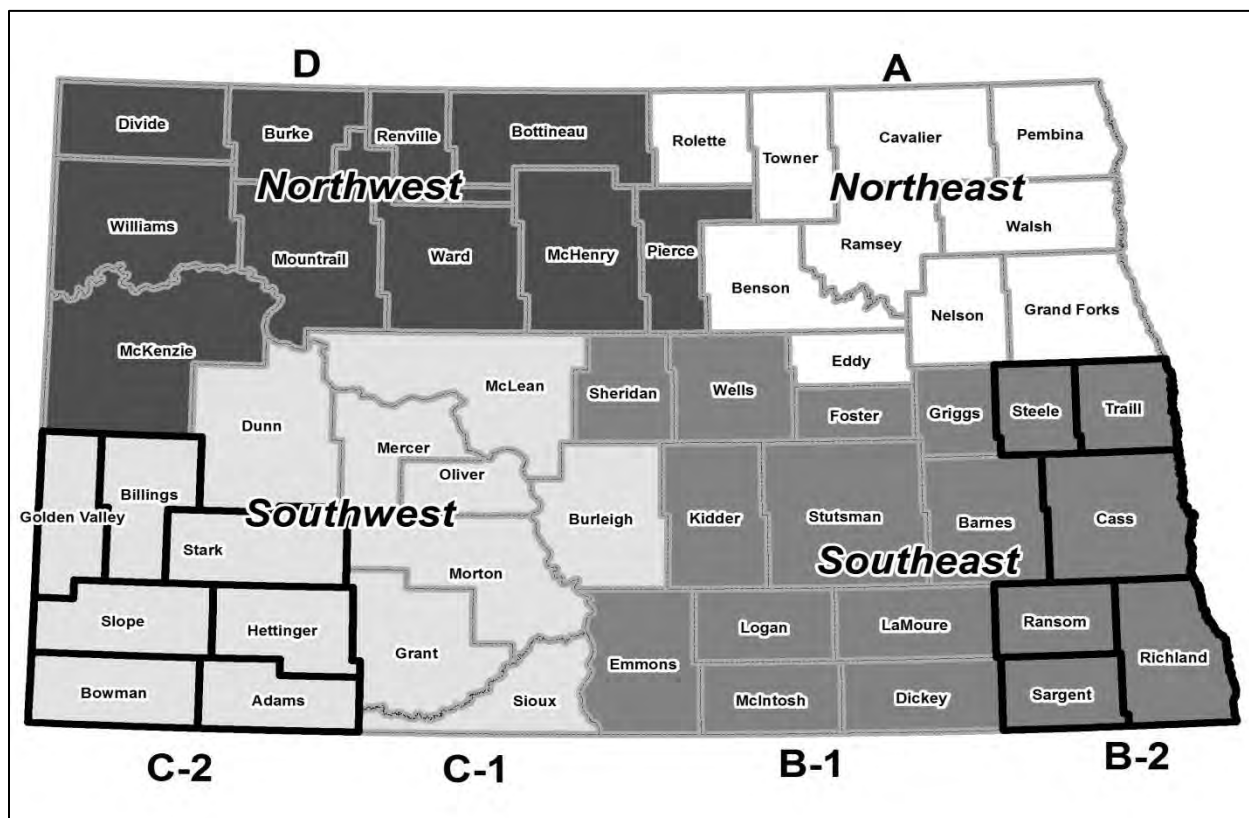 D
A
Divide
Burke
Renville
Bottineau
Rolette
Towner
Cavalier
Pembina
Northwest
Northeast
Williams
Mountrail
Ward
McHenry
Pierce
Benson
Ramsey
Walsh
Nelson
Grand Forks
McKenzie
McLean
Eddy
Sheridan
Wells
Foster
Griggs
Steele
Traill
Dunn
Mercer
Oliver
Golden Valley
Billings
Southwest
Stark
Burleigh
Kidder
Stutsman
Barnes
Cass
Southeast
Morton
Slope
Hettinger
Grant
Emmons
Logan
LaMoure
Ransom
Richland
Bowman
Adams
Sioux
McIntosh
Dickey
Sargent
C-2
C-1
B-1
B-2